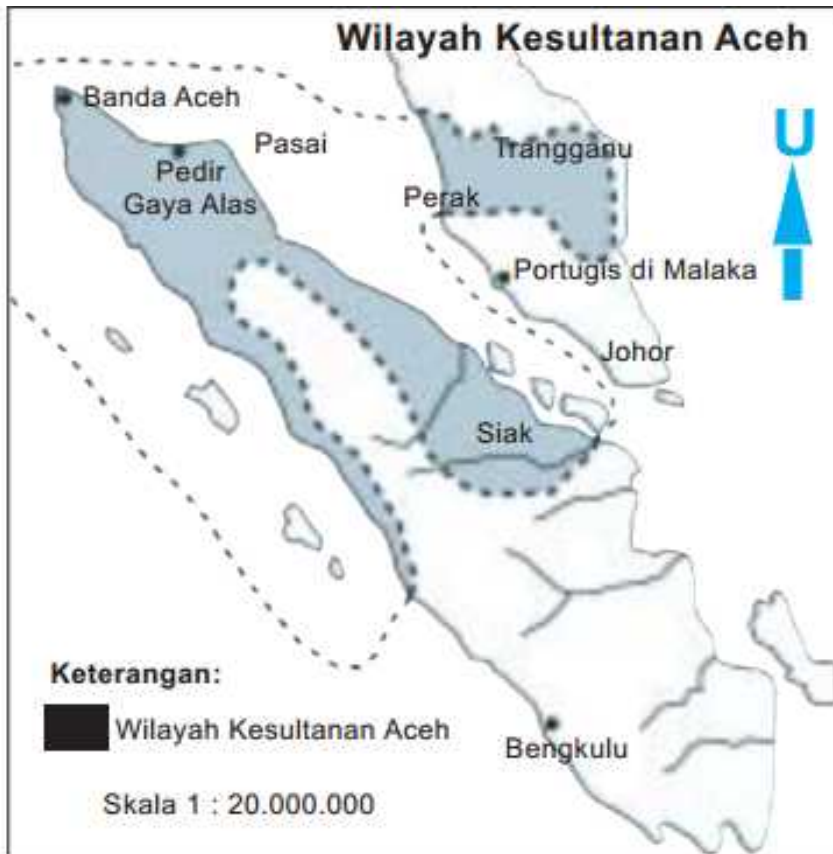 Wilayah Kesultanan Aceh
Banda Aceh
Pasai
Pedir
Gaya Alas
Trangganu
Perak
U
Portugis di Malaka
Johor
Siak
Keterangan:
Wilayah Kesultanan Aceh
Bengkulu
Skala 1 : 20.000.000